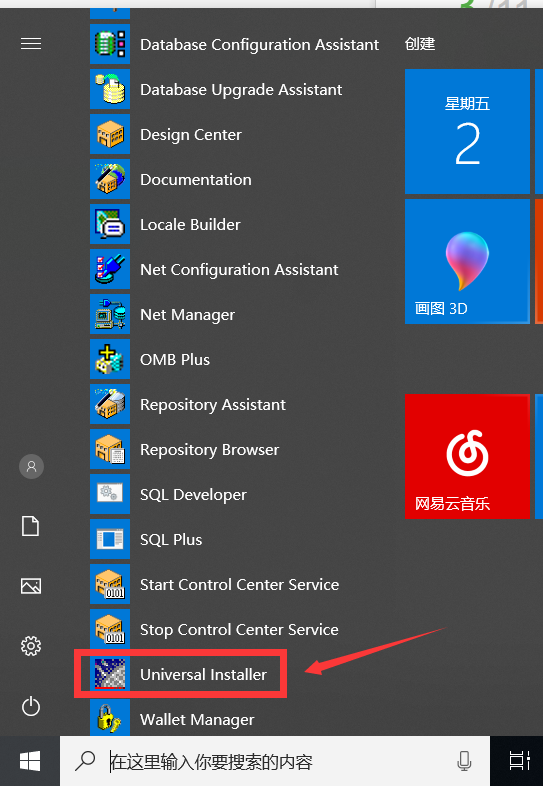 Database Configuration Assistant
Database Upgrade Assistant
Design Center
Documentation
Locale Builder
Net Configuration Assistant
Net Manager
OMB Plus
Repository Assistant
Repository Browser
SQL Developer
SQL Plus
Start Control Center Service
Stop Control Center Service
Universal Installer
Wallet Manager
创建
星期五
2
画图 3D
网易云音乐
在这里输入你要搜索的内容